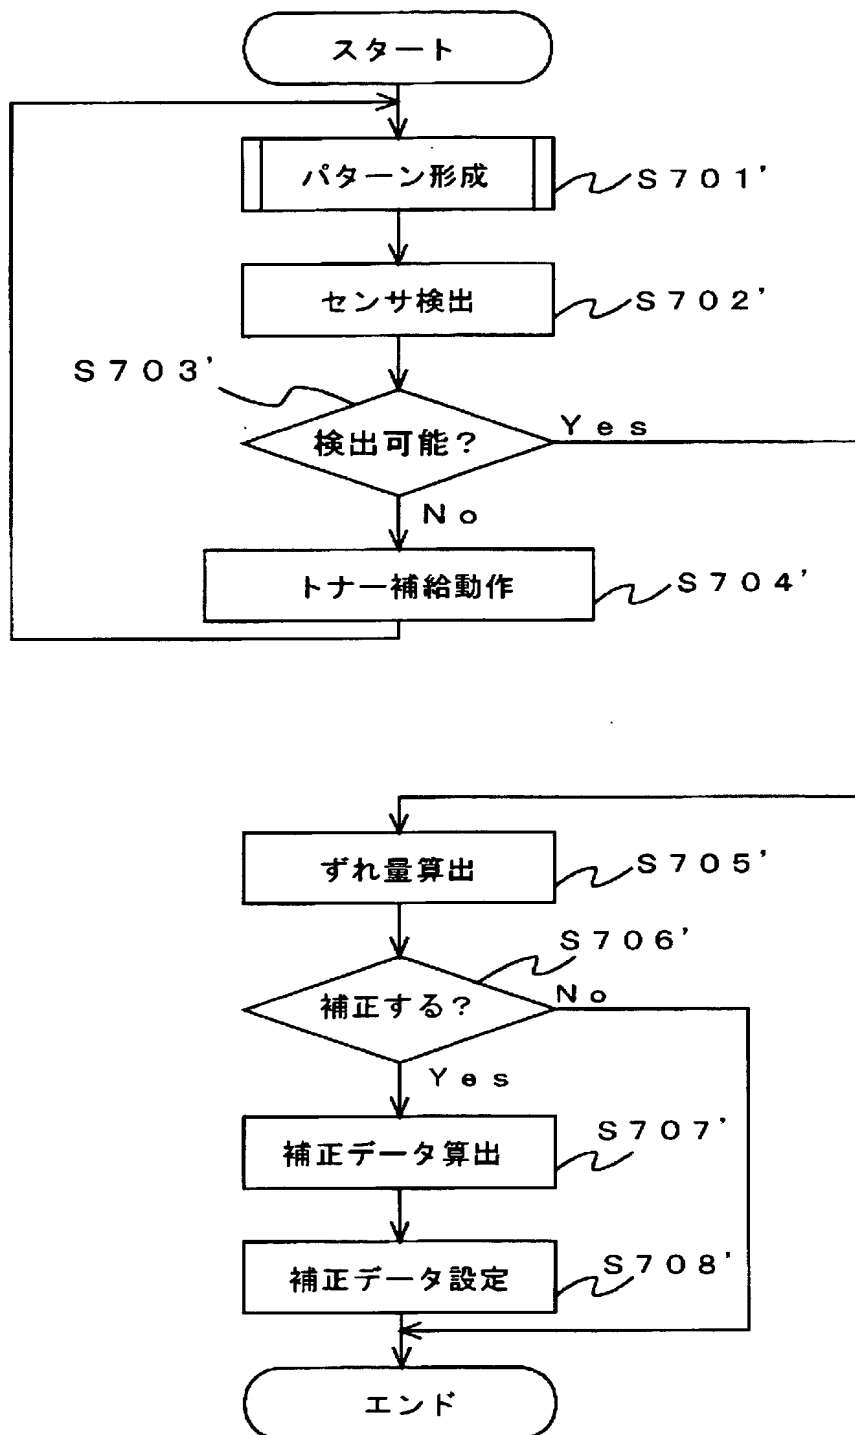 スタート
パターン形成
S701'
センサ検出
S702'
S703'
検出可能?
Yes
No
トナー補給動作
S704'
ずれ量算出
S705'
S706'
補正する?
No
Yes
補正データ算出
S707'
補正データ設定
S708'
エンド